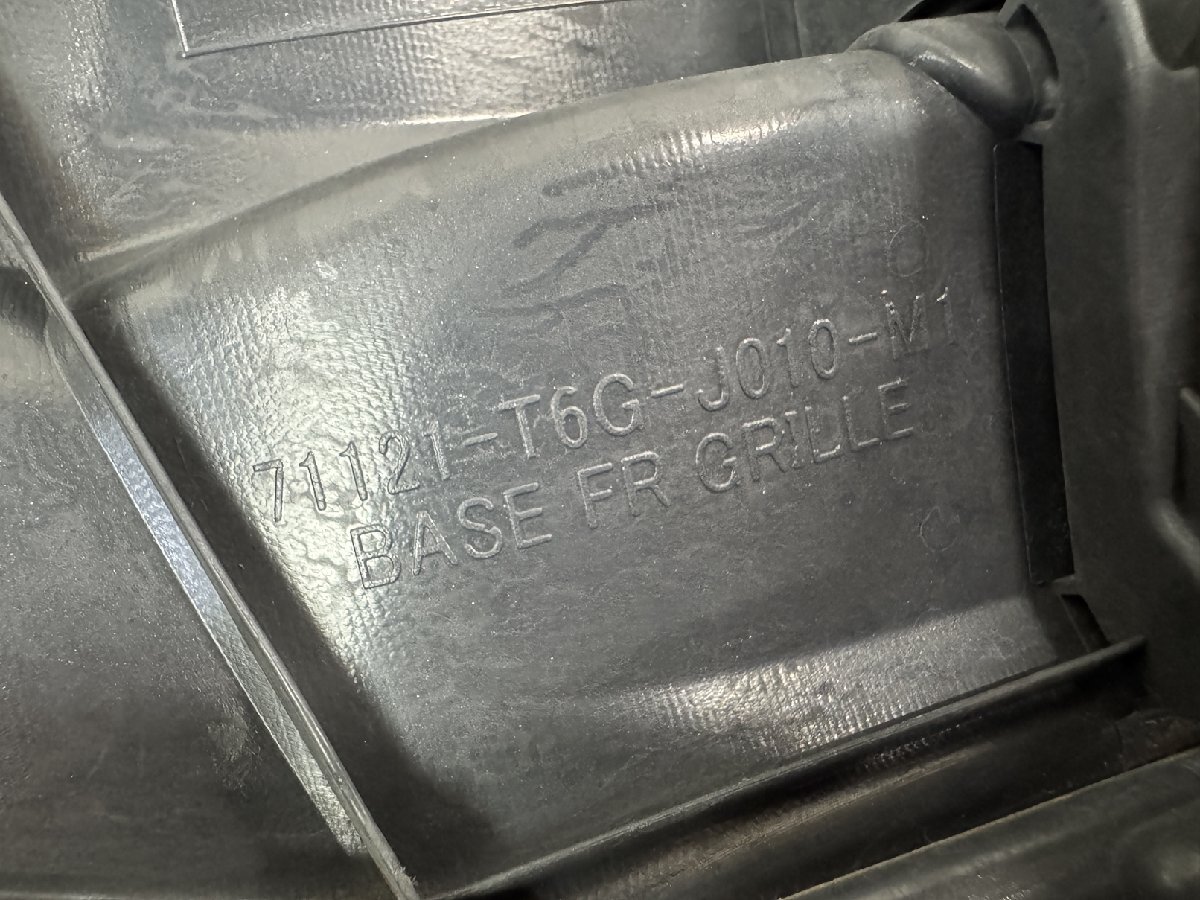 71121-T6G-J010-M1
BASE FR GRILLE